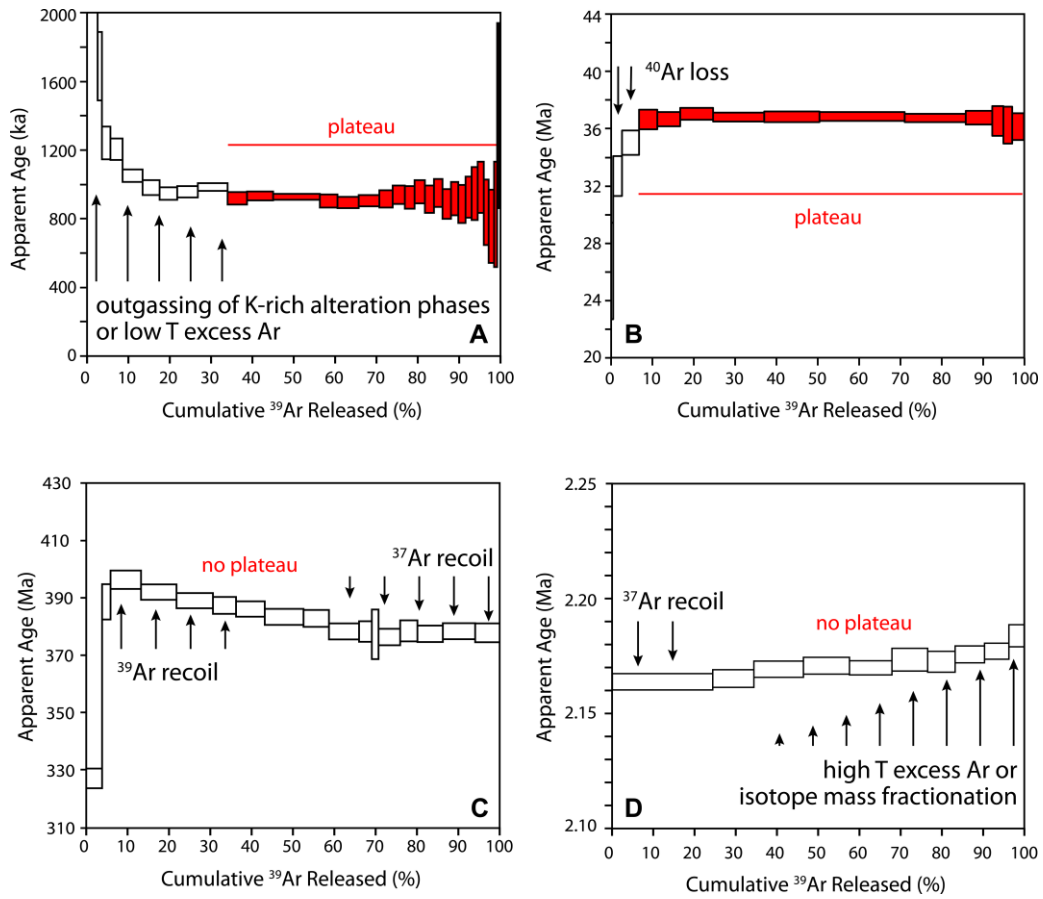 2000
1600
1200
800
400
0
Apparent Age (ka)
plateau
outgassing of K-rich alteration phases
or low T excess Ar
A
0 10 20 30 40 50 60 70 80 90 100
Cumulative ³⁹Ar Released (%)
44
40
36
32
28
24
20
Apparent Age (Ma)
⁴⁰Ar loss
plateau
B
0 10 20 30 40 50 60 70 80 90 100
Cumulative ³⁹Ar Released (%)
430
410
390
370
350
330
310
Apparent Age (Ma)
no plateau
³⁷Ar recoil
³⁹Ar recoil
C
0 10 20 30 40 50 60 70 80 90 100
Cumulative ³⁹Ar Released (%)
2.25
2.20
2.15
2.10
Apparent Age (Ma)
³⁷Ar recoil
no plateau
high T excess Ar or
isotope mass fractionation
D
0 10 20 30 40 50 60 70 80 90 100
Cumulative ³⁹Ar Released (%)